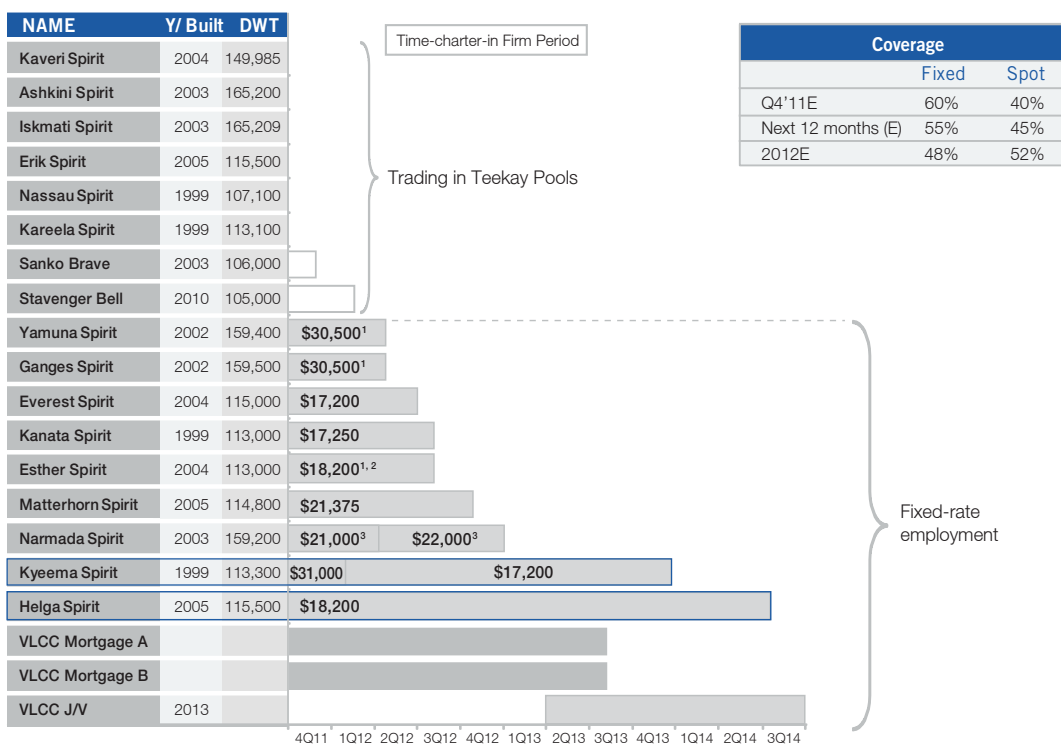 NAME Y/ Built DWT
Kaveri Spirit 2004 149,985
Ashkini Spirit 2003 165,200
Iskmati Spirit 2003 165,209
Erik Spirit 2005 115,500
Nassau Spirit 1999 107,100
Kareela Spirit 1999 113,100
Sanko Brave 2003 106,000
Stavenger Bell 2010 105,000
Yamuna Spirit 2002 159,400 $30,500¹
Ganges Spirit 2002 159,500 $30,500¹
Everest Spirit 2004 115,000 $17,200
Kanata Spirit 1999 113,000 $17,250
Esther Spirit 2004 113,000 $18,200¹,²
Matterhorn Spirit 2005 114,800 $21,375
Narmada Spirit 2003 159,200 $21,000³ $22,000³
Kyeema Spirit 1999 113,300 $31,000 $17,200
Helga Spirit 2005 115,500 $18,200
VLCC Mortgage A
VLCC Mortgage B
VLCC J/V 2013
4Q11 1Q12 2Q12 3Q12 4Q12 1Q13 2Q13 3Q13 4Q13 1Q14 2Q14 3Q14
Time-charter-in Firm Period
Trading in Teekay Pools
Fixed-rate
employment
Coverage
Fixed Spot
Q4'11E 60% 40%
Next 12 months (E) 55% 45%
2012E 48% 52%